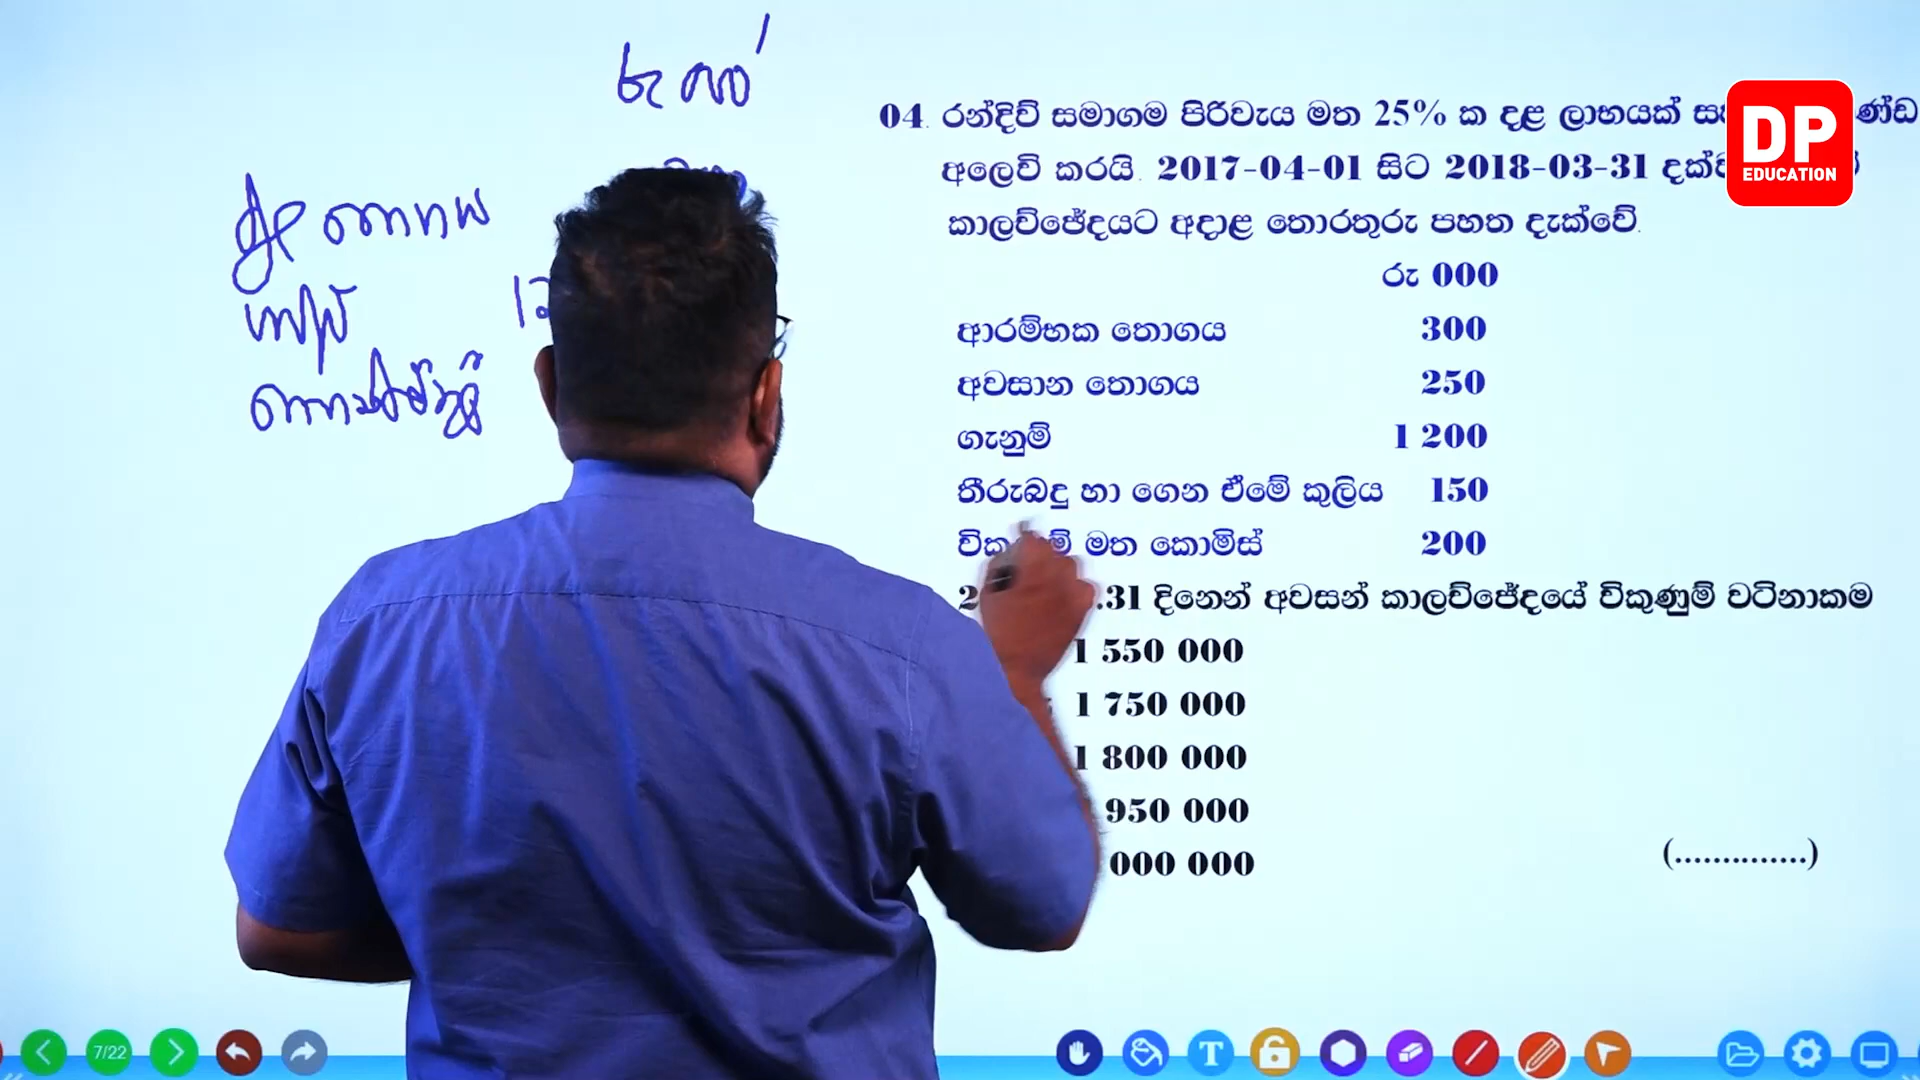 රු 000'
04. රන්දිව් සමාගම පිරිවැය මත 25% ක දළ ලාභයක් ණ්ඩ
අලෙවි කරයි. 2017-04-01 සිට 2018-03-31
කාලච්ඡේදයට අදාළ තොරතුරු පහත දැක්වේ.
රු 000
ආරම්භක තොගය 300
අවසාන තොගය 250
ගැනුම් 1 200
තීරුබදු හා ගෙන ඒමේ කුලිය 150
මත කොමිස් 200
.31 දිනෙන් අවසන් කාලච්ඡේදයේ විකුණුම් වටිනාකම
1 550 000
1 750 000
1 800 000
950 000
000 000
(..............)
DP
EDUCATION
ආ තොගය
ගැනුම්
7/22
T